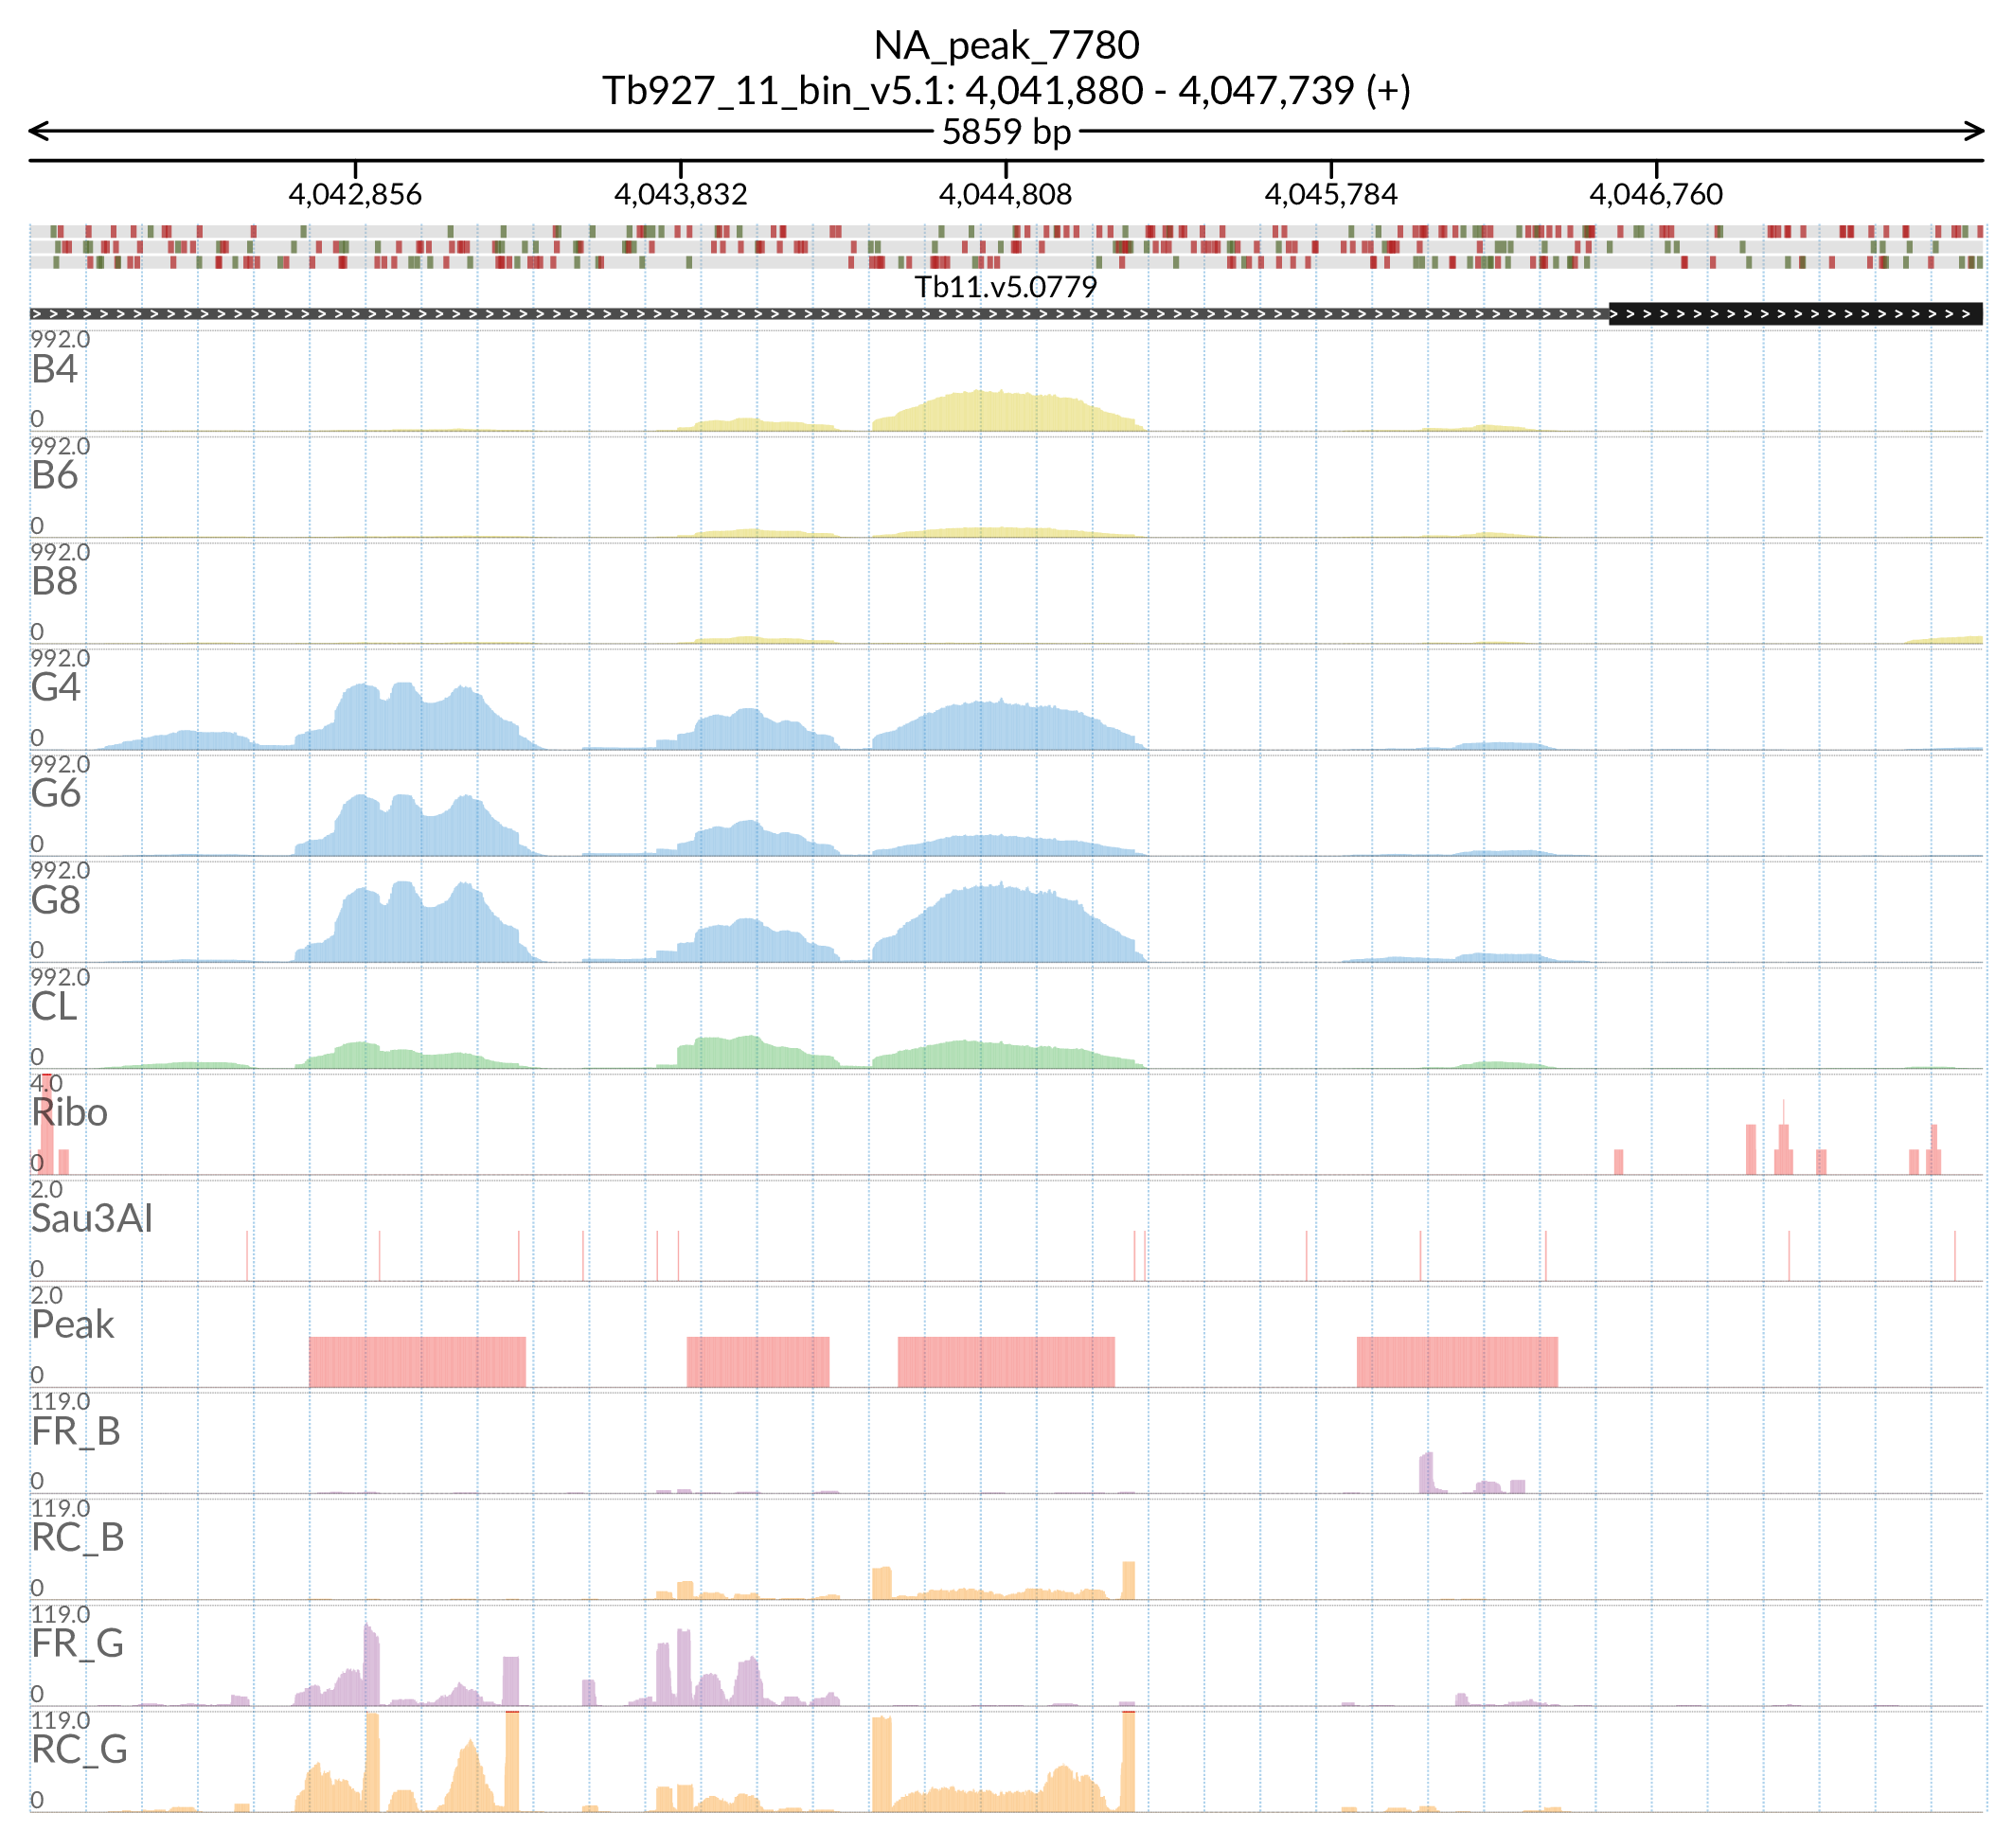 NA_peak_7780
Tb927_11_bin_v5.1: 4,041,880 - 4,047,739 (+)
5859 bp
4,042,856 4,043,832 4,044,808 4,045,784 4,046,760
Tb11.v5.0779
992.0
B4
0
992.0
B6
0
992.0
B8
0
992.0
G4
0
992.0
G6
0
992.0
G8
0
992.0
CL
0
4.0
Ribo
0
2.0
Sau3AI
0
2.0
Peak
0
119.0
FR_B
0
119.0
RC_B
0
119.0
FR_G
0
119.0
RC_G
0